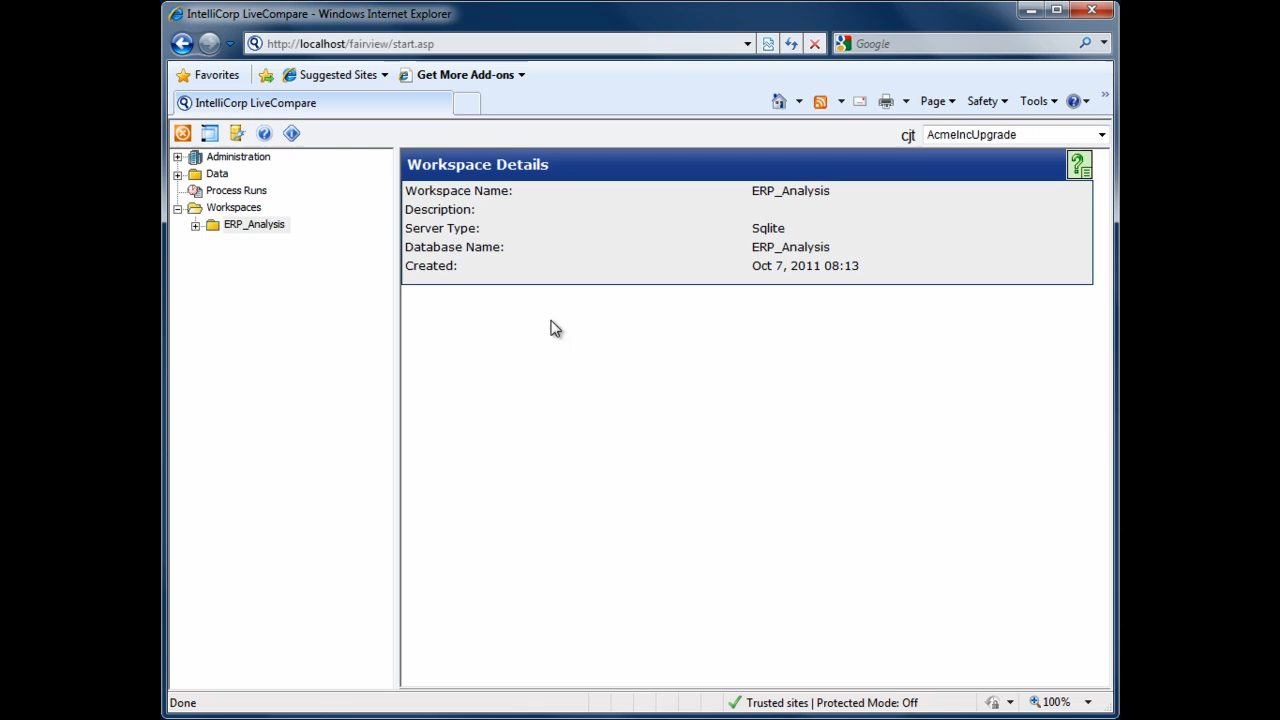 IntelliCorp LiveCompare - Windows Internet Explorer
http://localhost/fairview/start.asp
Google
Favorites Suggested Sites Get More Add-ons
IntelliCorp LiveCompare
Page Safety Tools
cjt AcmeIncUpgrade
Administration
Data
Process Runs
Workspaces
ERP_Analysis
Workspace Details
Workspace Name: ERP_Analysis
Description:
Server Type: Sqlite
Database Name: ERP_Analysis
Created: Oct 7, 2011 08:13
Done Trusted sites | Protected Mode: Off 100%